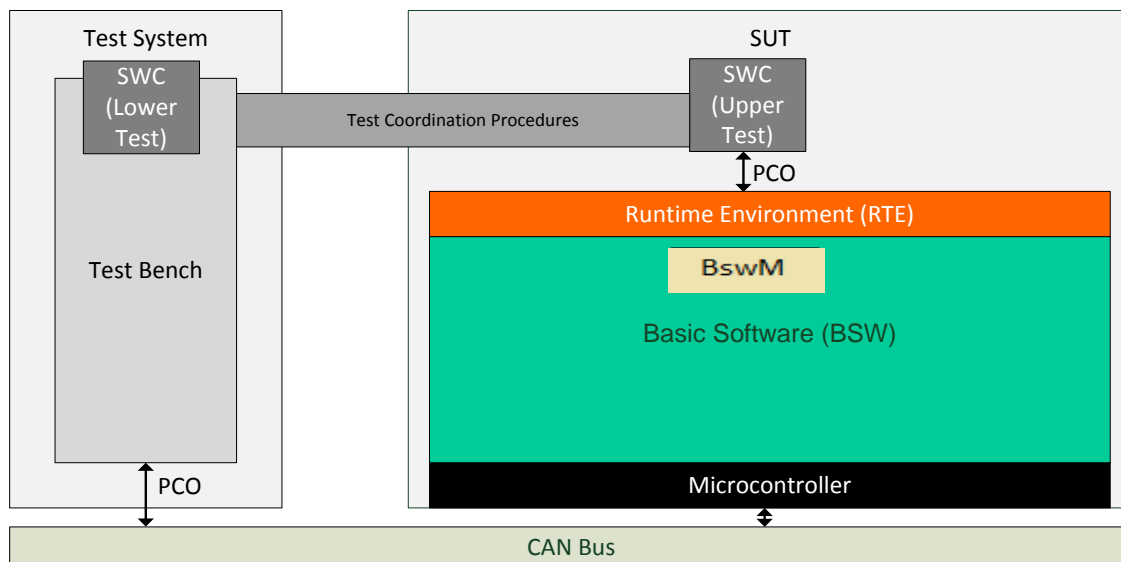 Test System
SUT
SWC
(Lower
Test)
SWC
(Upper
Test)
Test Coordination Procedures
PCO
Runtime Environment (RTE)
BswM
Test Bench
Basic Software (BSW)
PCO
Microcontroller
CAN Bus